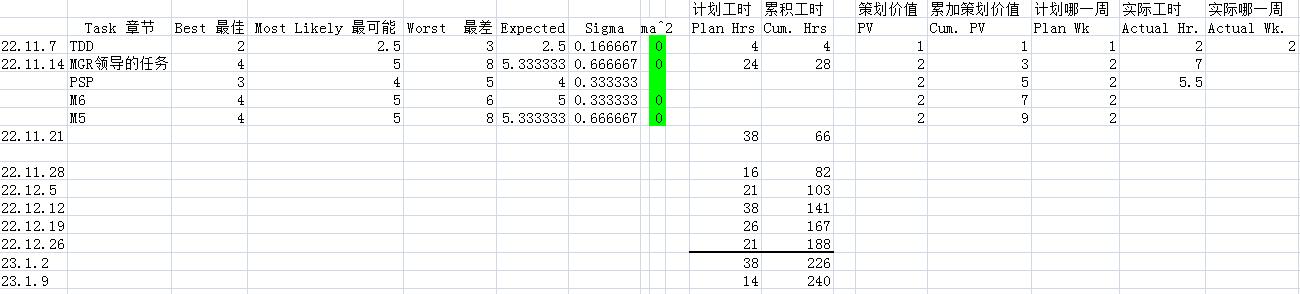 计划工时 累积工时 策划价值 累加策划价值 计划哪一周 实际工时 实际哪一周
Task 章节 Best 最佳 Most Likely 最可能 Worst 最差 Expected Sigma ma^2 Plan Hrs Cum. Hrs PV Cum. PV Plan Wk Actual Hr. Actual Wk.
22.11.7 TDD 2 2.5 3 2.5 0.166667 0 4 4 1 1 1 2 2
22.11.14 MGR领导的任务 4 5 8 5.333333 0.666667 0 24 28 2 3 2 7
PSP 3 4 5 4 0.333333 2 5 2 5.5
M6 4 5 6 5 0.333333 0 2 7 2
M5 4 5 8 5.333333 0.666667 0 2 9 2
22.11.21 38 66
22.11.28 16 82
22.12.5 21 103
22.12.12 38 141
22.12.19 26 167
22.12.26 21 188
23.1.2 38 226
23.1.9 14 240